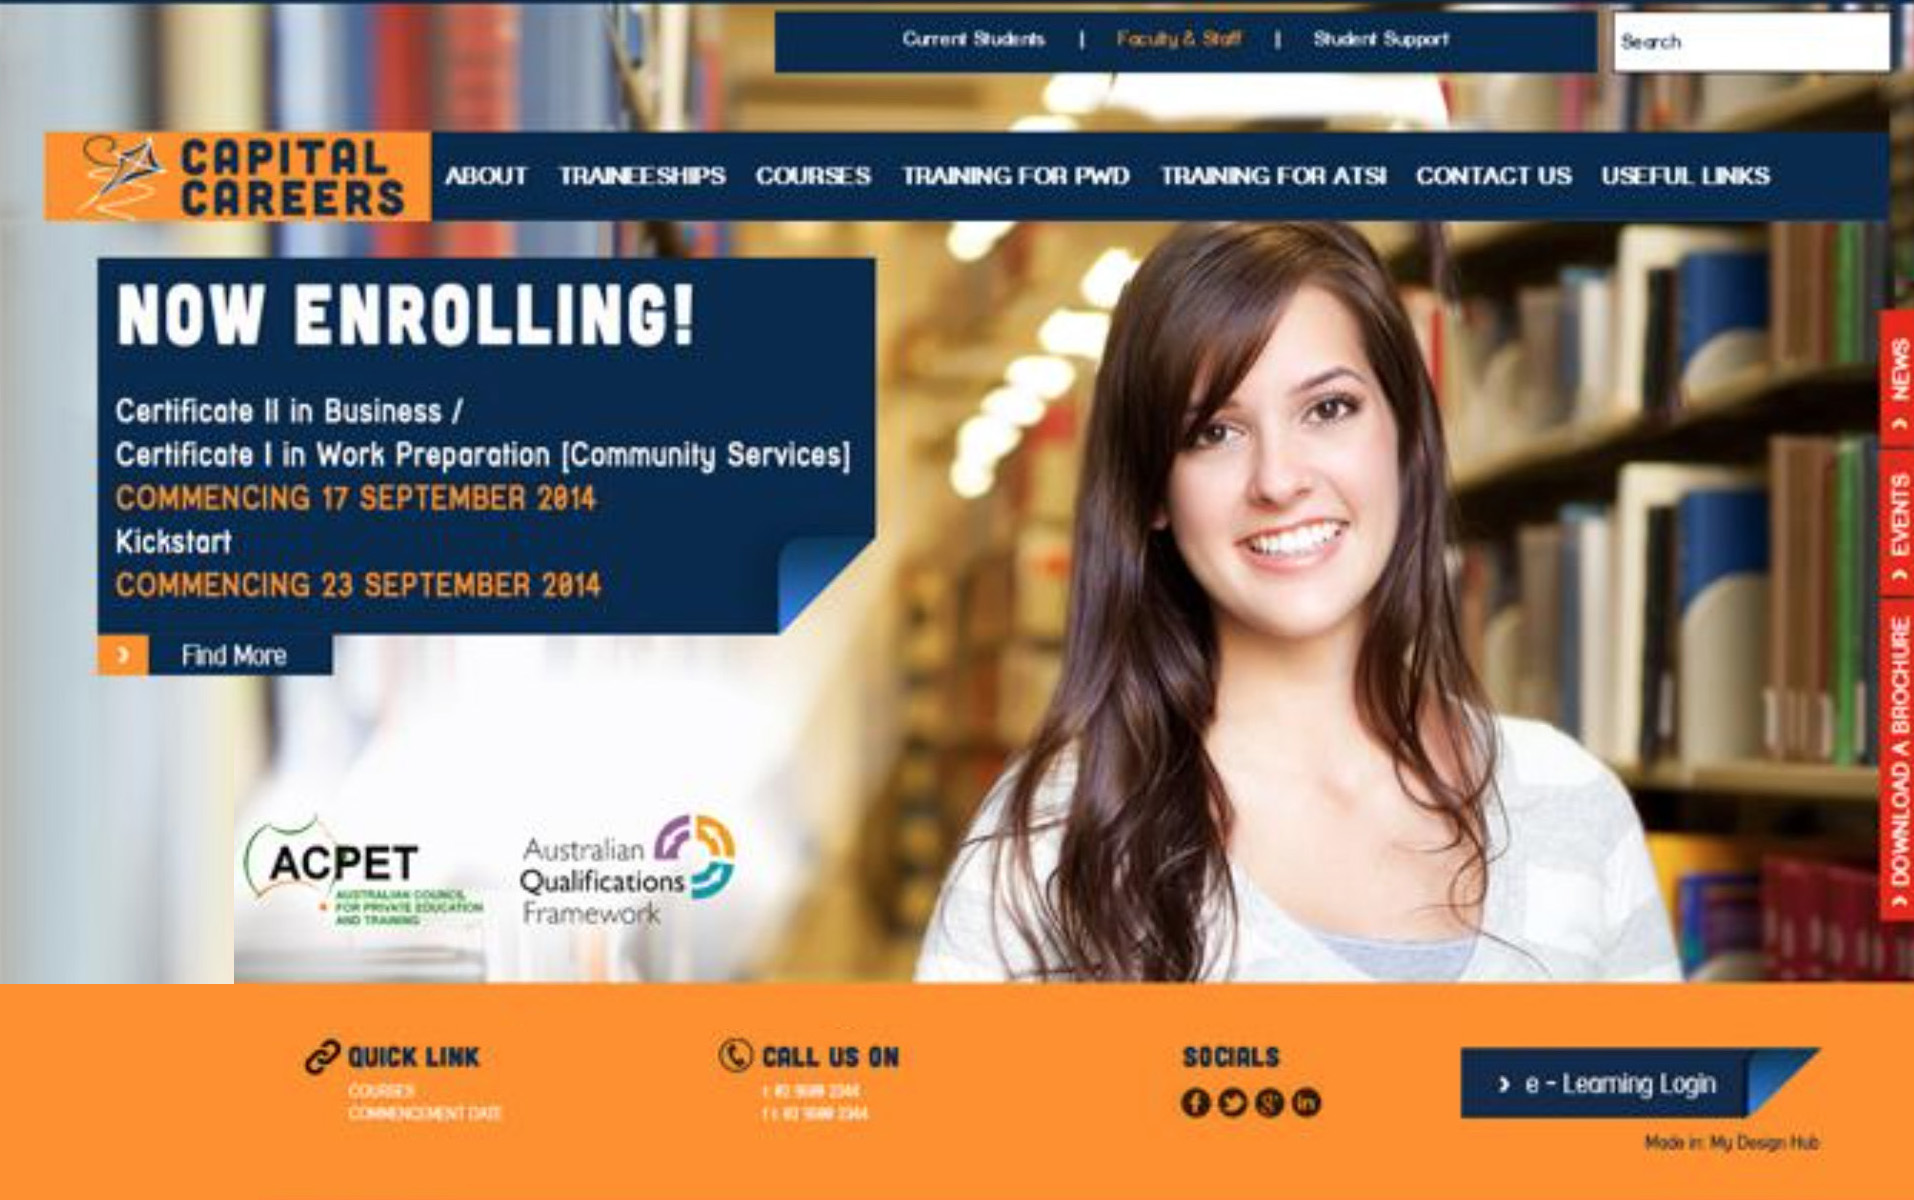 Current Students | Faculty & Staff | Student Support
Search
CAPITAL
CAREERS
ABOUT TRAINEESHIPS COURSES TRAINING FOR PWD TRAINING FOR ATSI CONTACT US USEFUL LINKS
NOW ENROLLING!
Certificate II in Business /
Certificate I in Work Preparation [Community Services]
COMMENCING 17 SEPTEMBER 2014
Kickstart
COMMENCING 23 SEPTEMBER 2014
› Find More
› NEWS
› EVENTS
› DOWNLOAD A BROCHURE
ACPET
AUSTRALIAN COUNCIL
FOR PRIVATE EDUCATION
AND TRAINING
Australian
Qualifications
Framework
QUICK LINK
COURSES
COMMENCEMENT DATE
CALL US ON
SOCIALS
› e - Learning Login
Made in: My Design Hub